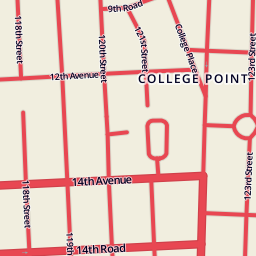 9th Road
118th Street
120th Street
121st Street
College Place
123rd Street
12th Avenue
COLLEGE POINT
14th Avenue
118th Street
119th
123rd Street
14th Road